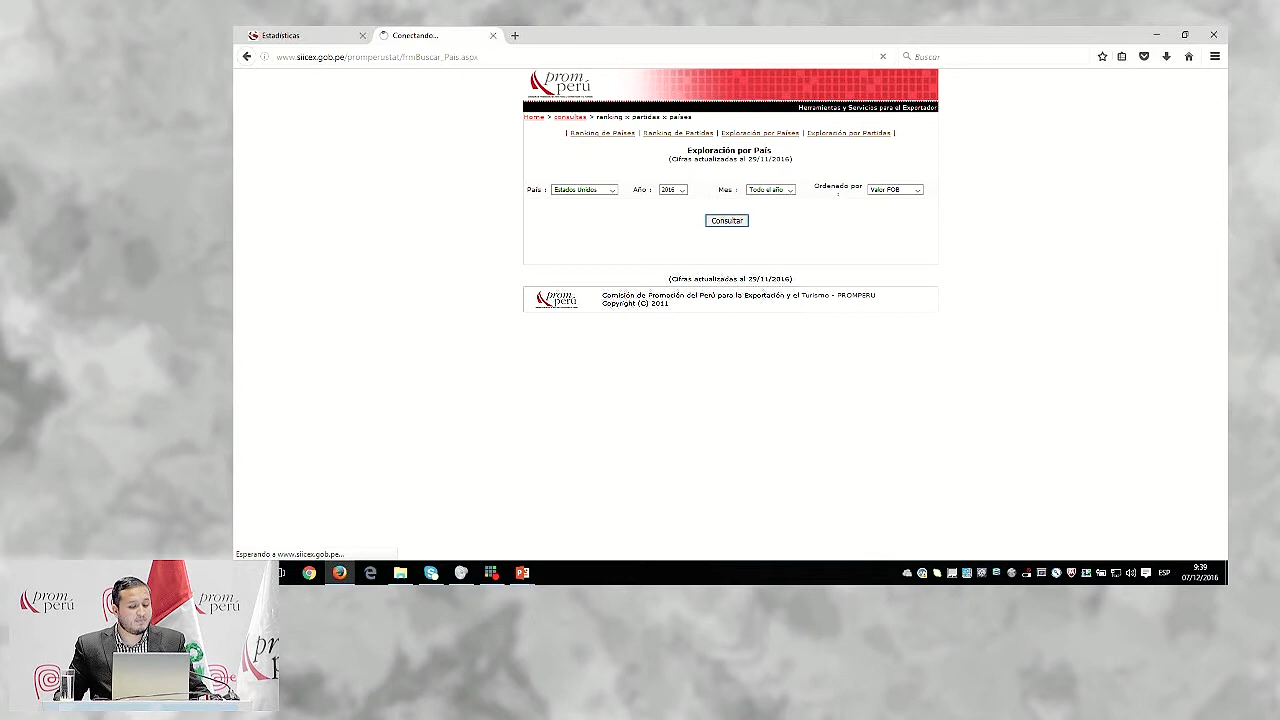 Estadísticas
Conectando...
www.siicex.gob.pe/promperustat/frmBuscar_Pais.aspx
Buscar
prom
perú
Herramientas y Servicios para el Exportador
Home > consultas > ranking x partidas x países
| Ranking de Países | Ranking de Partidas | Exploración por Países | Exploración por Partidas |
Exploración por País
(Cifras actualizadas al 29/11/2016)
País : Estados Unidos Año : 2016 Mes : Todo el año Ordenado por : Valor FOB
Consultar
(Cifras actualizadas al 29/11/2016)
prom
perú
Comisión de Promoción del Perú para la Exportación y el Turismo - PROMPERU
Copyright (C) 2011
Esperando a www.siicex.gob.pe...
ESP
9:39
07/12/2016
prom
perú
prom
perú